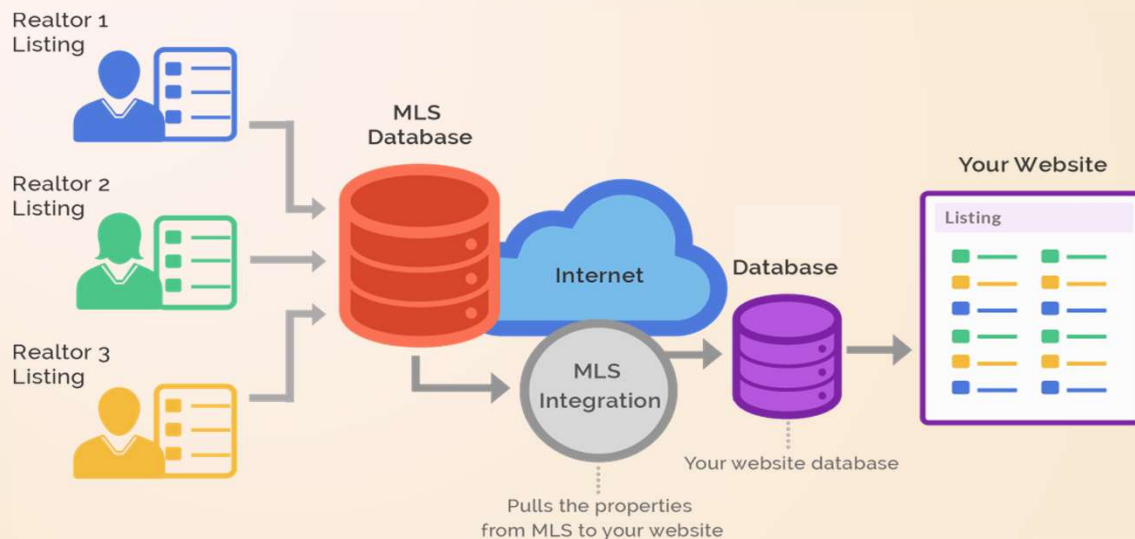 Realtor 1
Listing
Realtor 2
Listing
Realtor 3
Listing
MLS
Database
Internet
MLS
Integration
Pulls the properties
from MLS to your website
Database
Your website database
Your Website
Listing